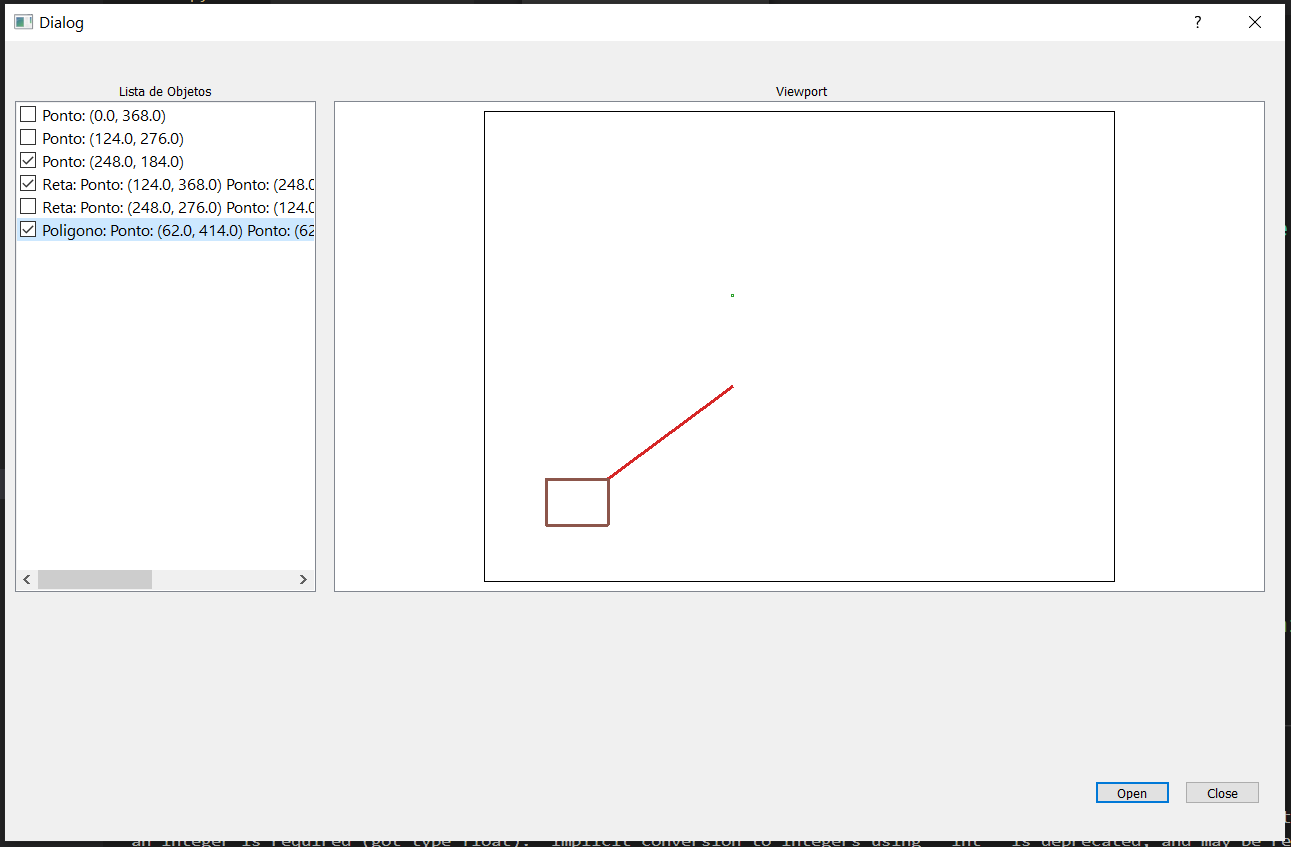 Dialog
?
Lista de Objetos
Viewport
Ponto: (0.0, 368.0)
Ponto: (124.0, 276.0)
Ponto: (248.0, 184.0)
Reta: Ponto: (124.0, 368.0) Ponto: (248.0
Reta: Ponto: (248.0, 276.0) Ponto: (124.0
Poligono: Ponto: (62.0, 414.0) Ponto: (62
Open
Close
an integer is required (got type float). Implicit conversion to integers using __int__ is deprecated, and may be re